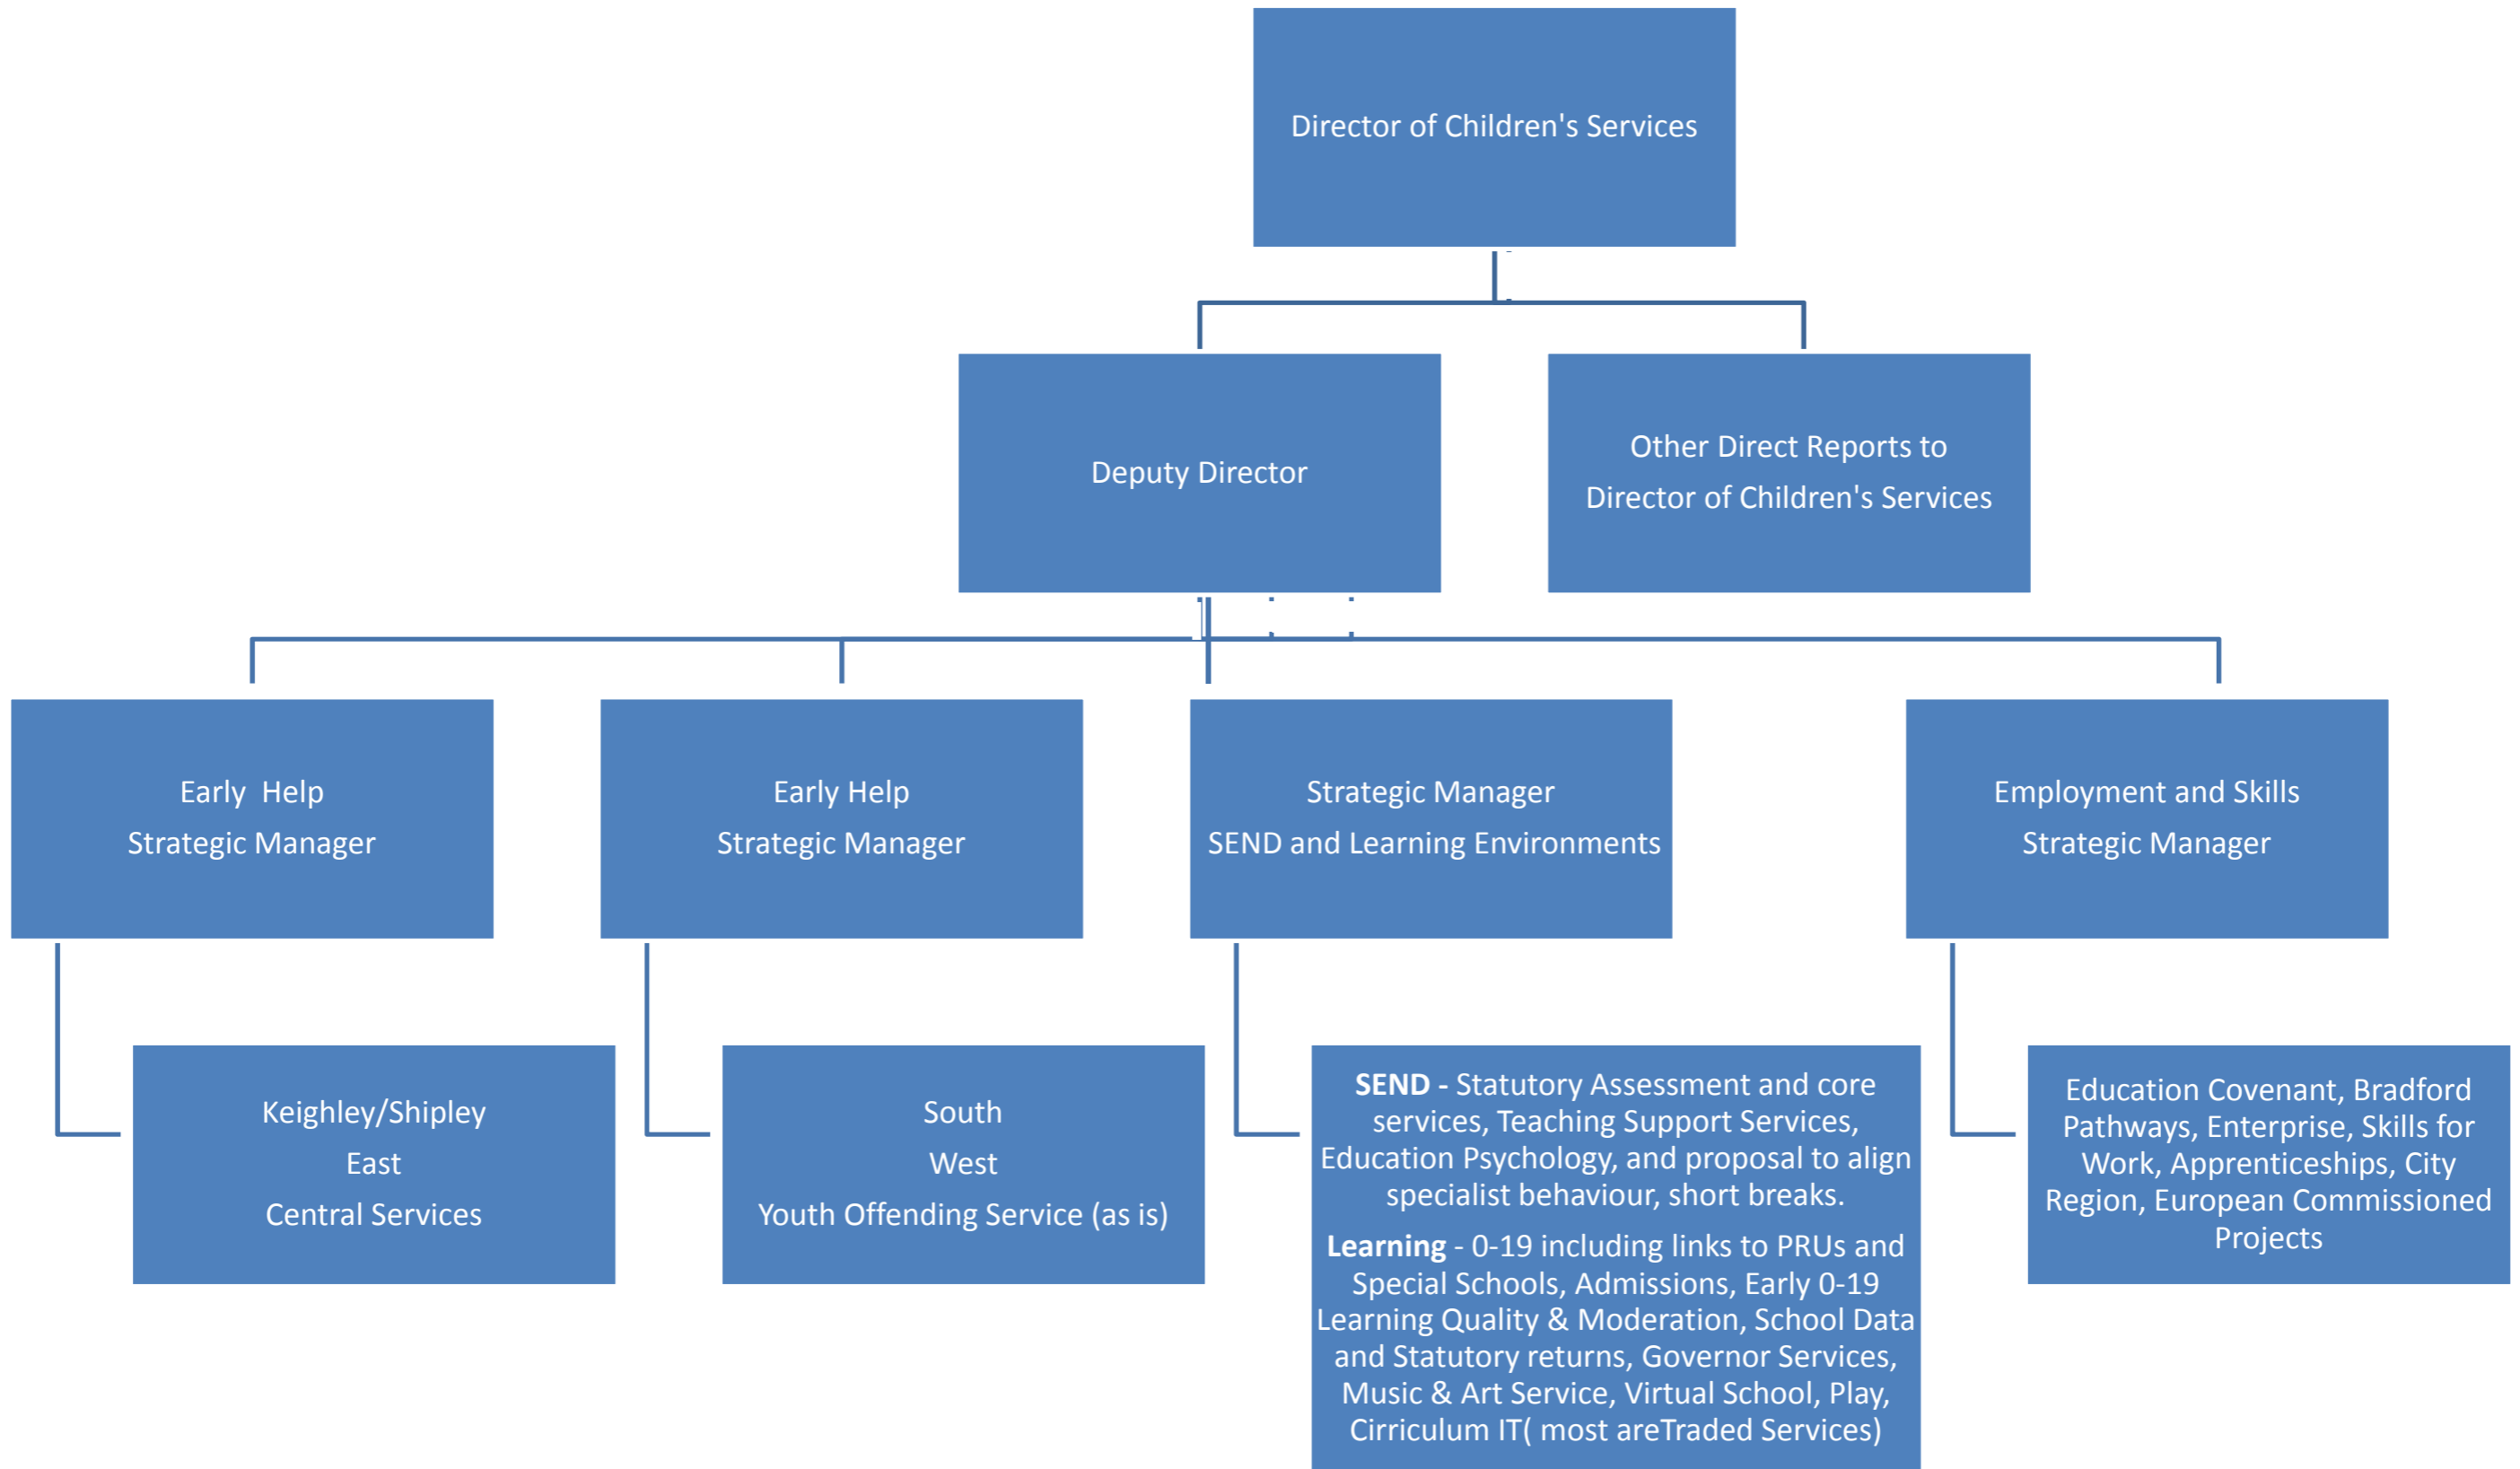 Director of Children's Services
Deputy Director
Other Direct Reports to
Director of Children's Services
Early  Help
Strategic Manager
Early Help
Strategic Manager
Strategic Manager
SEND and Learning Environments
Employment and Skills
Strategic Manager
Keighley/Shipley
East
Central Services
South
West
Youth Offending Service (as is)
SEND - Statutory Assessment and core
services, Teaching Support Services,
Education Psychology, and proposal to align
specialist behaviour, short breaks.
Learning - 0-19 including links to PRUs and
Special Schools, Admissions, Early 0-19
Learning Quality & Moderation, School Data
and Statutory returns, Governor Services,
Music & Art Service, Virtual School, Play,
Cirriculum IT( most areTraded Services)
Education Covenant, Bradford
Pathways, Enterprise, Skills for
Work, Apprenticeships, City
Region, European Commissioned
Projects